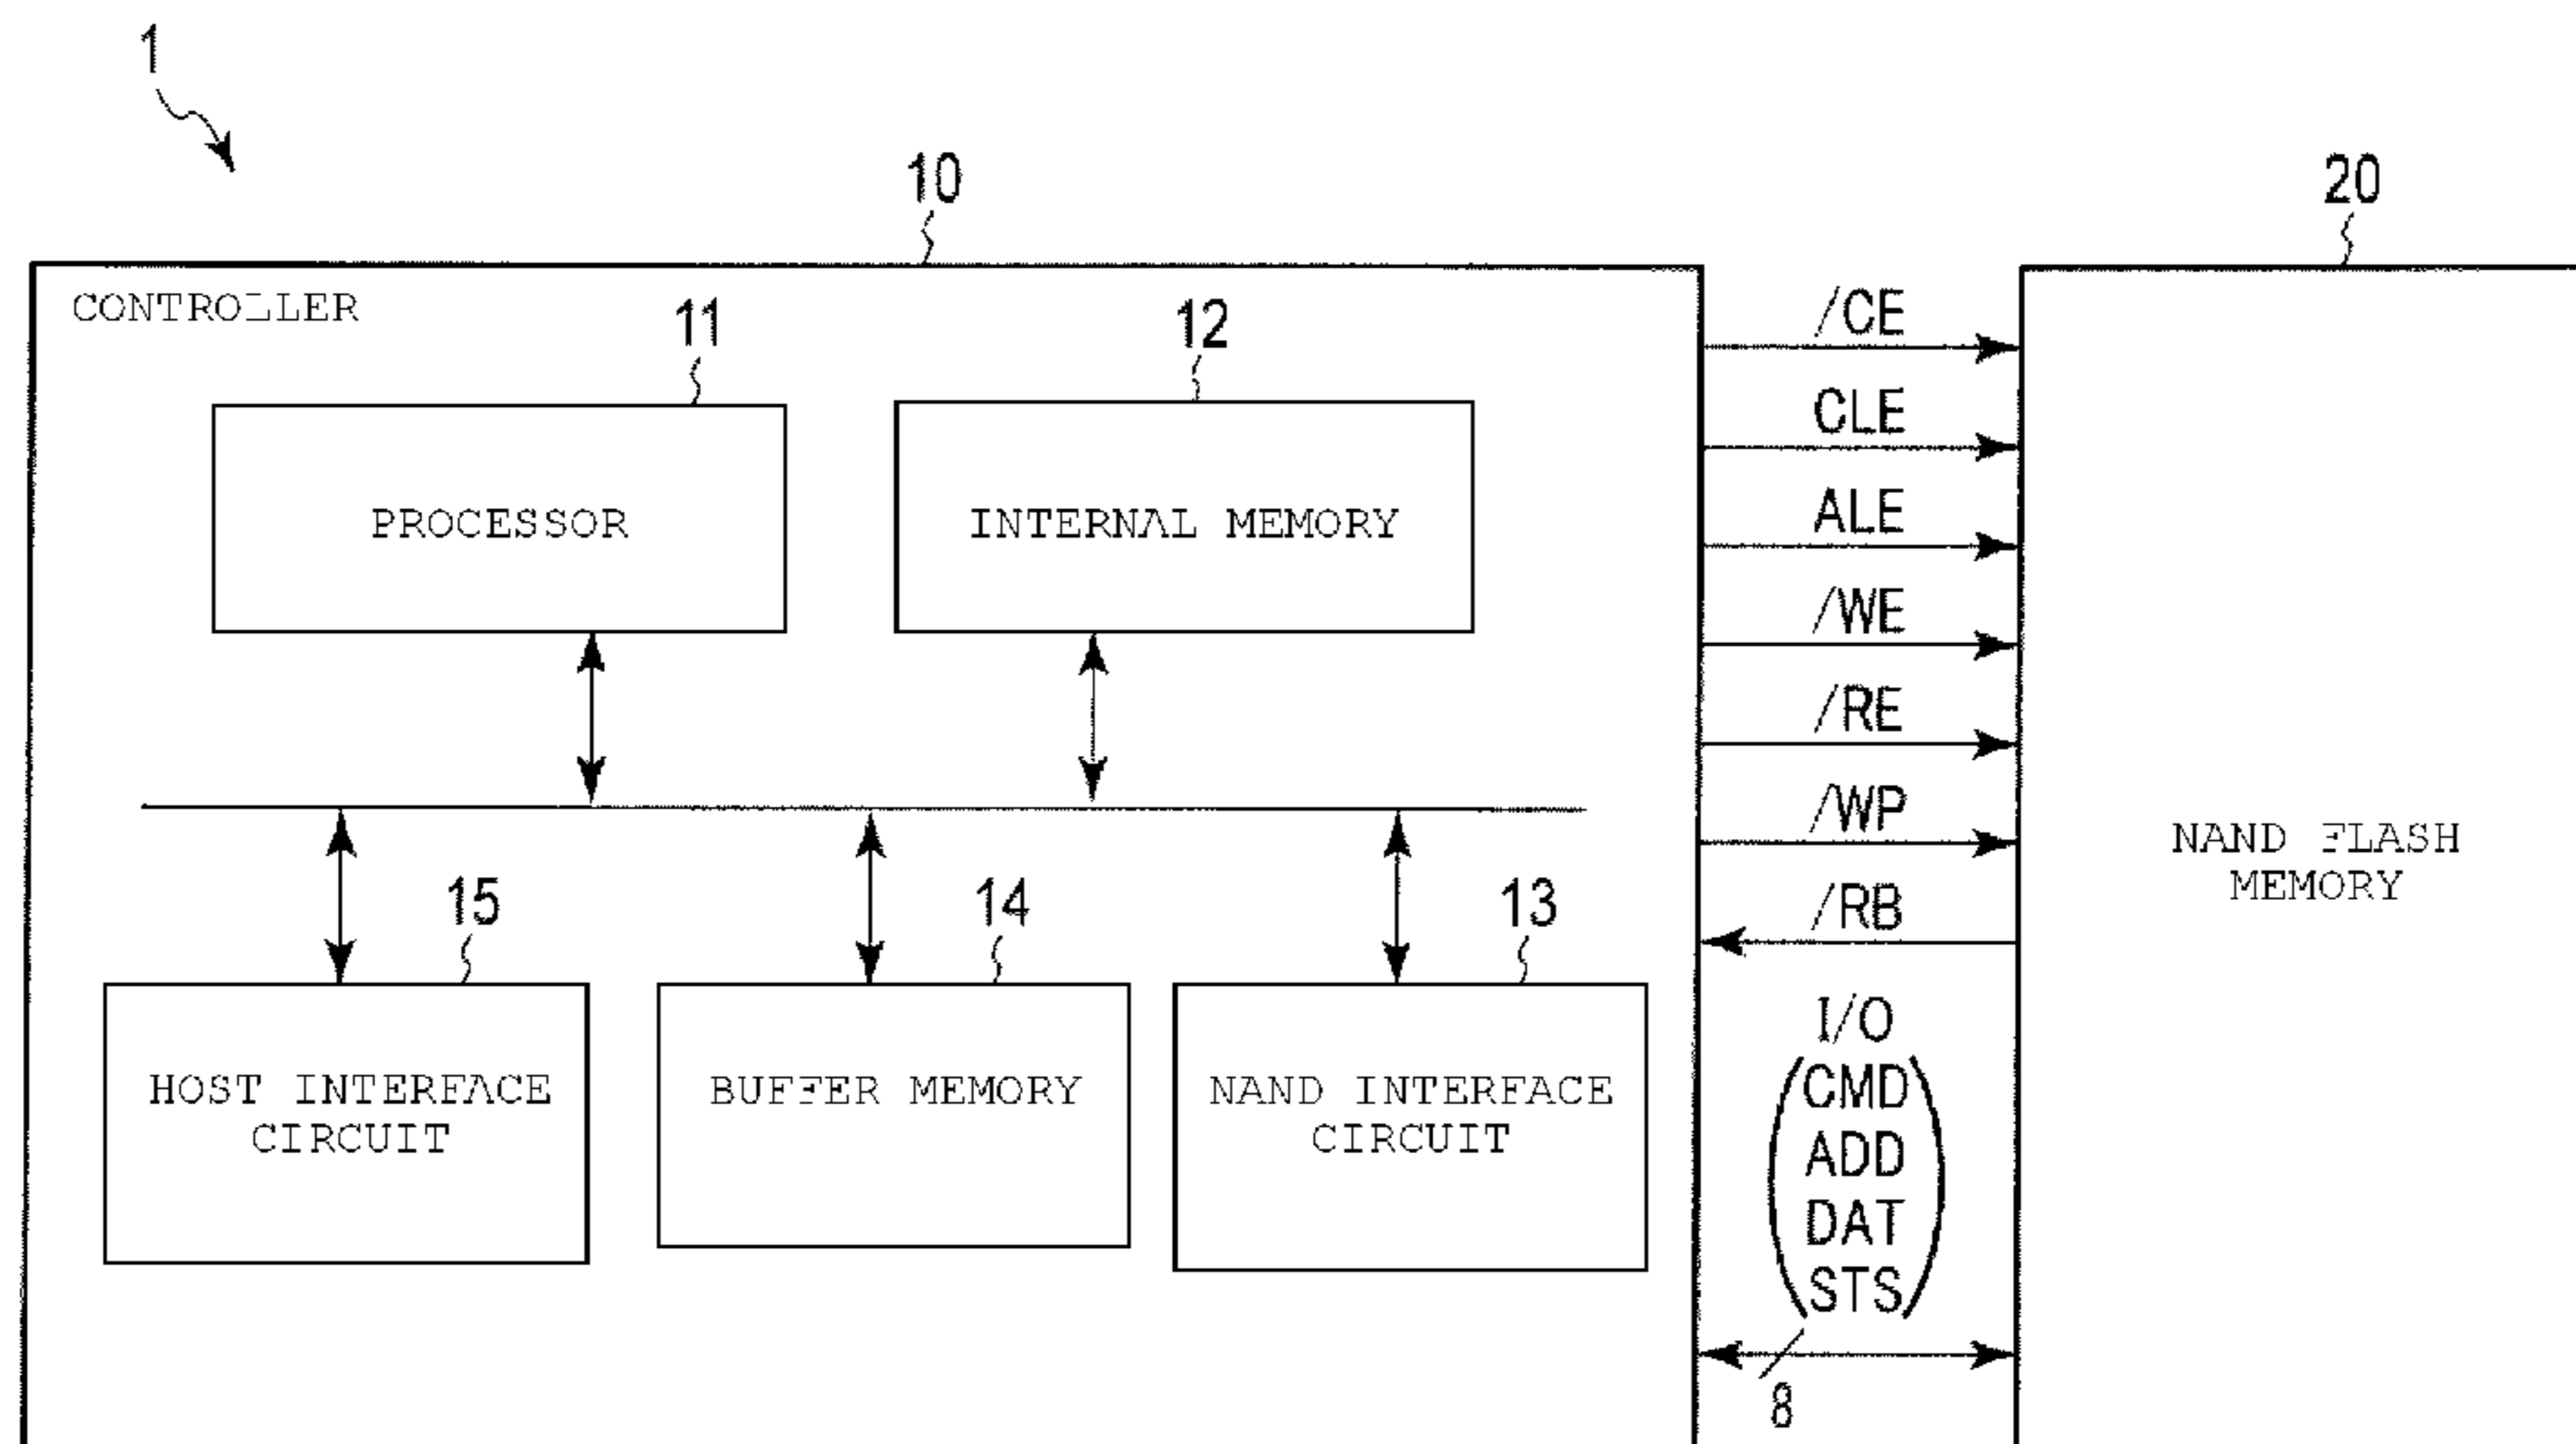 1
10
20
CONTROLLER
11
12
PROCESSOR
INTERNAL MEMORY
15
14
13
HOST INTERFACE
CIRCUIT
BUFFER MEMORY
NAND INTERFACE
CIRCUIT
/CE
CLE
ALE
/WE
/RE
/WP
/RB
I/O
CMD
ADD
DAT
STS
8
NAND FLASH
MEMORY